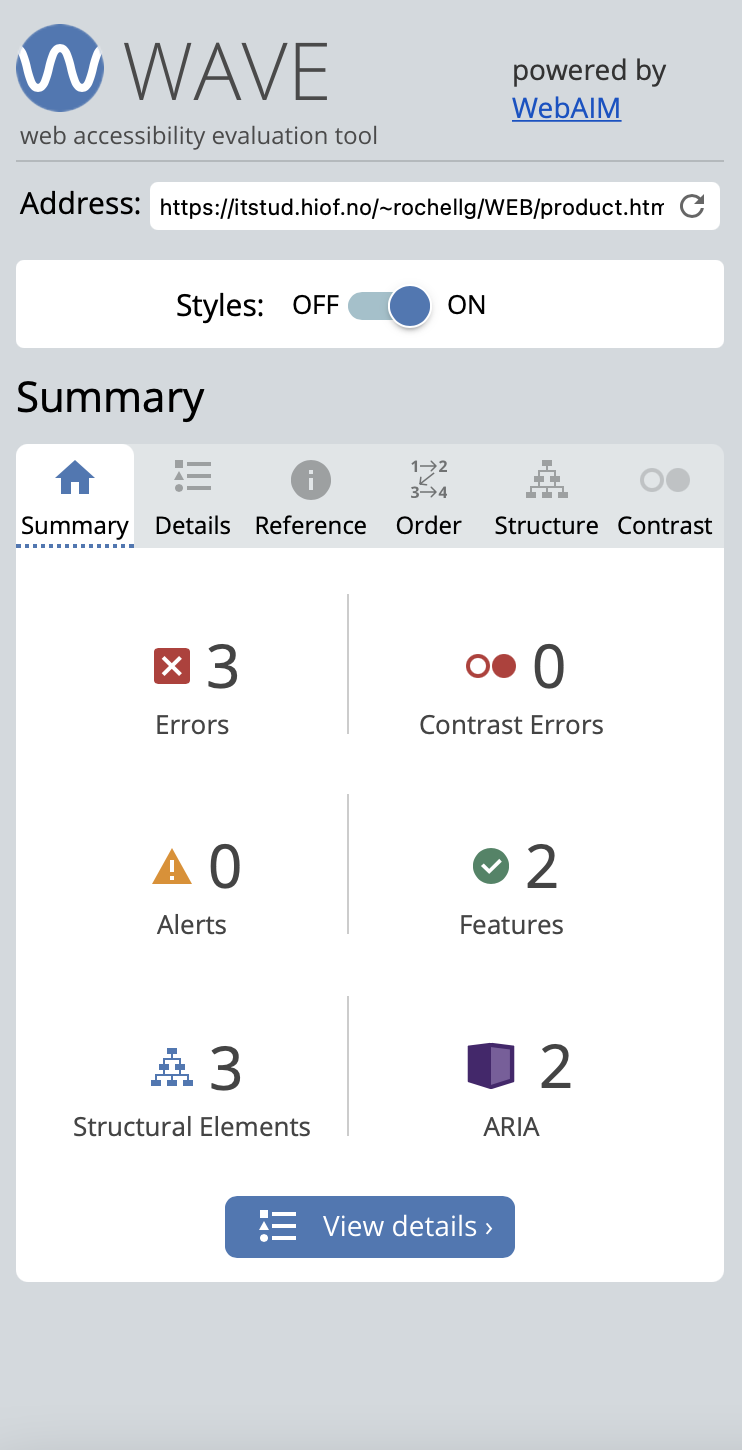 WAVE
powered by
WebAIM
web accessibility evaluation tool
Address: https://itstud.hiof.no/~rochellg/WEB/product.htm
Styles: OFF ON
Summary
1→2
3→4
Summary Details Reference Order Structure Contrast
3 0
Errors Contrast Errors
0 2
Alerts Features
3 2
Structural Elements ARIA
View details ›